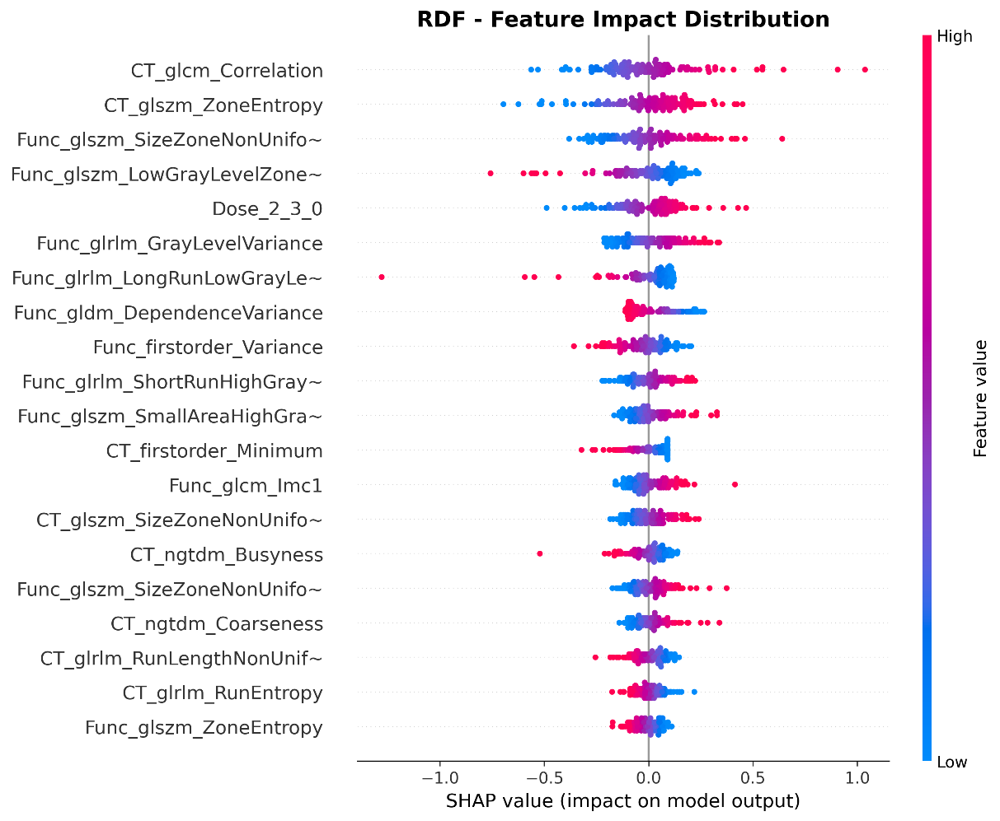 RDF - Feature Impact Distribution
High
CT_glcm_Correlation
CT_glszm_ZoneEntropy
Func_glszm_SizeZoneNonUnifo~
Func_glszm_LowGrayLevelZone~
Dose_2_3_0
Func_glrlm_GrayLevelVariance
Func_glrlm_LongRunLowGrayLe~
Func_gldm_DependenceVariance
Func_firstorder_Variance
Func_glrlm_ShortRunHighGray~
Func_glszm_SmallAreaHighGra~
CT_firstorder_Minimum
Func_glcm_Imc1
CT_glszm_SizeZoneNonUnifo~
CT_ngtdm_Busyness
Func_glszm_SizeZoneNonUnifo~
CT_ngtdm_Coarseness
CT_glrlm_RunLengthNonUnif~
CT_glrlm_RunEntropy
Func_glszm_ZoneEntropy
Feature value
Low
−1.0 −0.5 0.0 0.5 1.0
SHAP value (impact on model output)